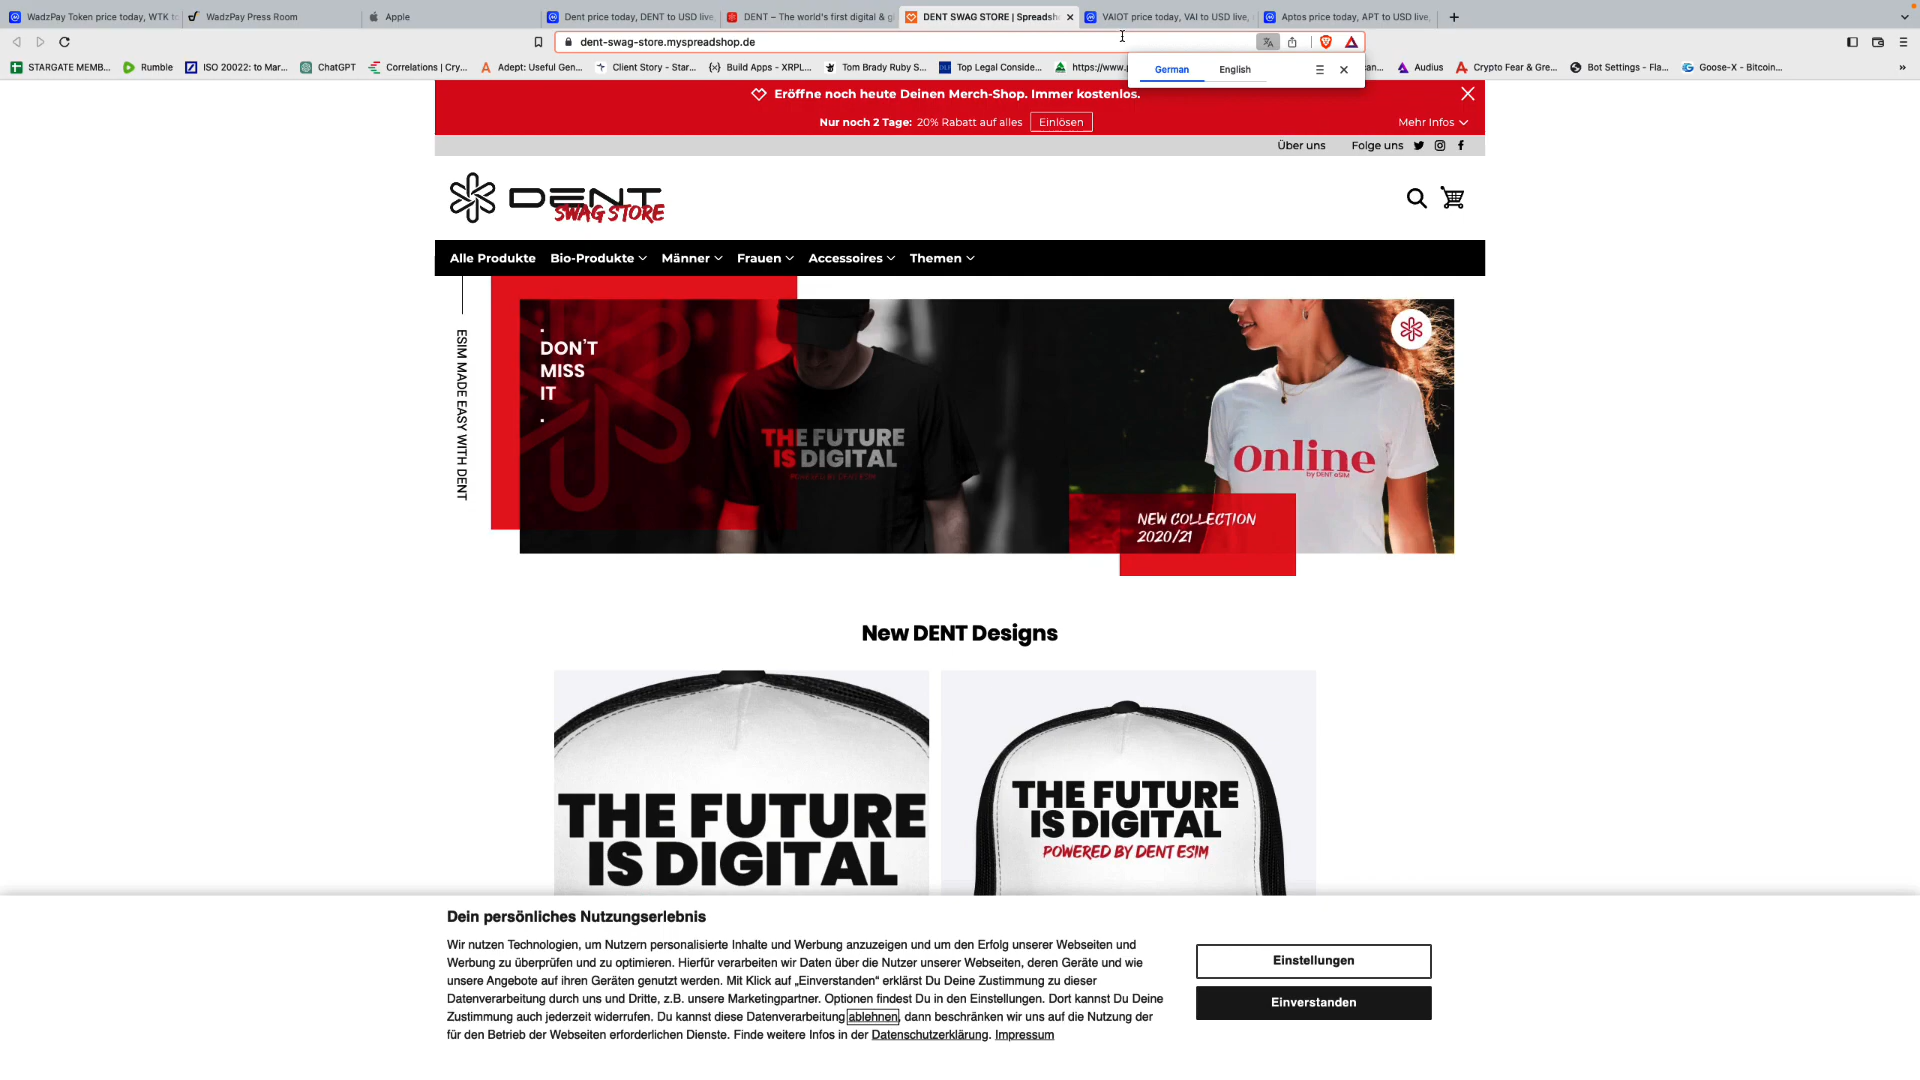 WadzPay Token price today, WTK to
WadzPay Press Room
Apple
Dent price today, DENT to USD live,
DENT – The world's first digital & g
DENT SWAG STORE | Spreadsh
VAIOT price today, VAI to USD live,
Aptos price today, APT to USD live,
dent-swag-store.myspreadshop.de
STARGATE MEMB...
Rumble
ISO 20022: to Mar...
ChatGPT
Correlations | Cry...
Adept: Useful Gen...
Client Story - Star...
Build Apps - XRPL...
Tom Brady Ruby S...
Top Legal Conside...
https://www.p
an...
Audius
Crypto Fear & Gre...
Bot Settings - Fla...
Goose-X - Bitcoin...
German
English
Eröffne noch heute Deinen Merch-Shop. Immer kostenlos.
Nur noch 2 Tage: 20% Rabatt auf alles
Einlösen
Mehr Infos
Über uns
Folge uns
DENT
SWAG STORE
Alle Produkte
Bio-Produkte
Männer
Frauen
Accessoires
Themen
ESIM MADE EASY WITH DENT
DON'T
MISS
IT
THE FUTURE
IS DIGITAL
POWERED BY DENT ESIM
Online
by DENT eSIM
NEW COLLECTION
2020/21
New DENT Designs
THE FUTURE
IS DIGITAL
THE FUTURE
IS DIGITAL
POWERED BY DENT ESIM
Dein persönliches Nutzungserlebnis
Wir nutzen Technologien, um Nutzern personalisierte Inhalte und Werbung anzuzeigen und um den Erfolg unserer Webseiten und
Werbung zu überprüfen und zu optimieren. Hierfür verarbeiten wir Daten über die Nutzer unserer Webseiten, deren Geräte und wie
unsere Angebote auf ihren Geräten genutzt werden. Mit Klick auf „Einverstanden“ erklärst Du Deine Zustimmung zu dieser
Datenverarbeitung durch uns und Dritte, z.B. unsere Marketingpartner. Optionen findest Du in den Einstellungen. Dort kannst Du Deine
Zustimmung auch jederzeit widerrufen. Du kannst diese Datenverarbeitung ablehnen, dann beschränken wir uns auf die Nutzung der
für den Betrieb der Webseiten erforderlichen Dienste. Finde weitere Infos in der Datenschutzerklärung. Impressum
Einstellungen
Einverstanden